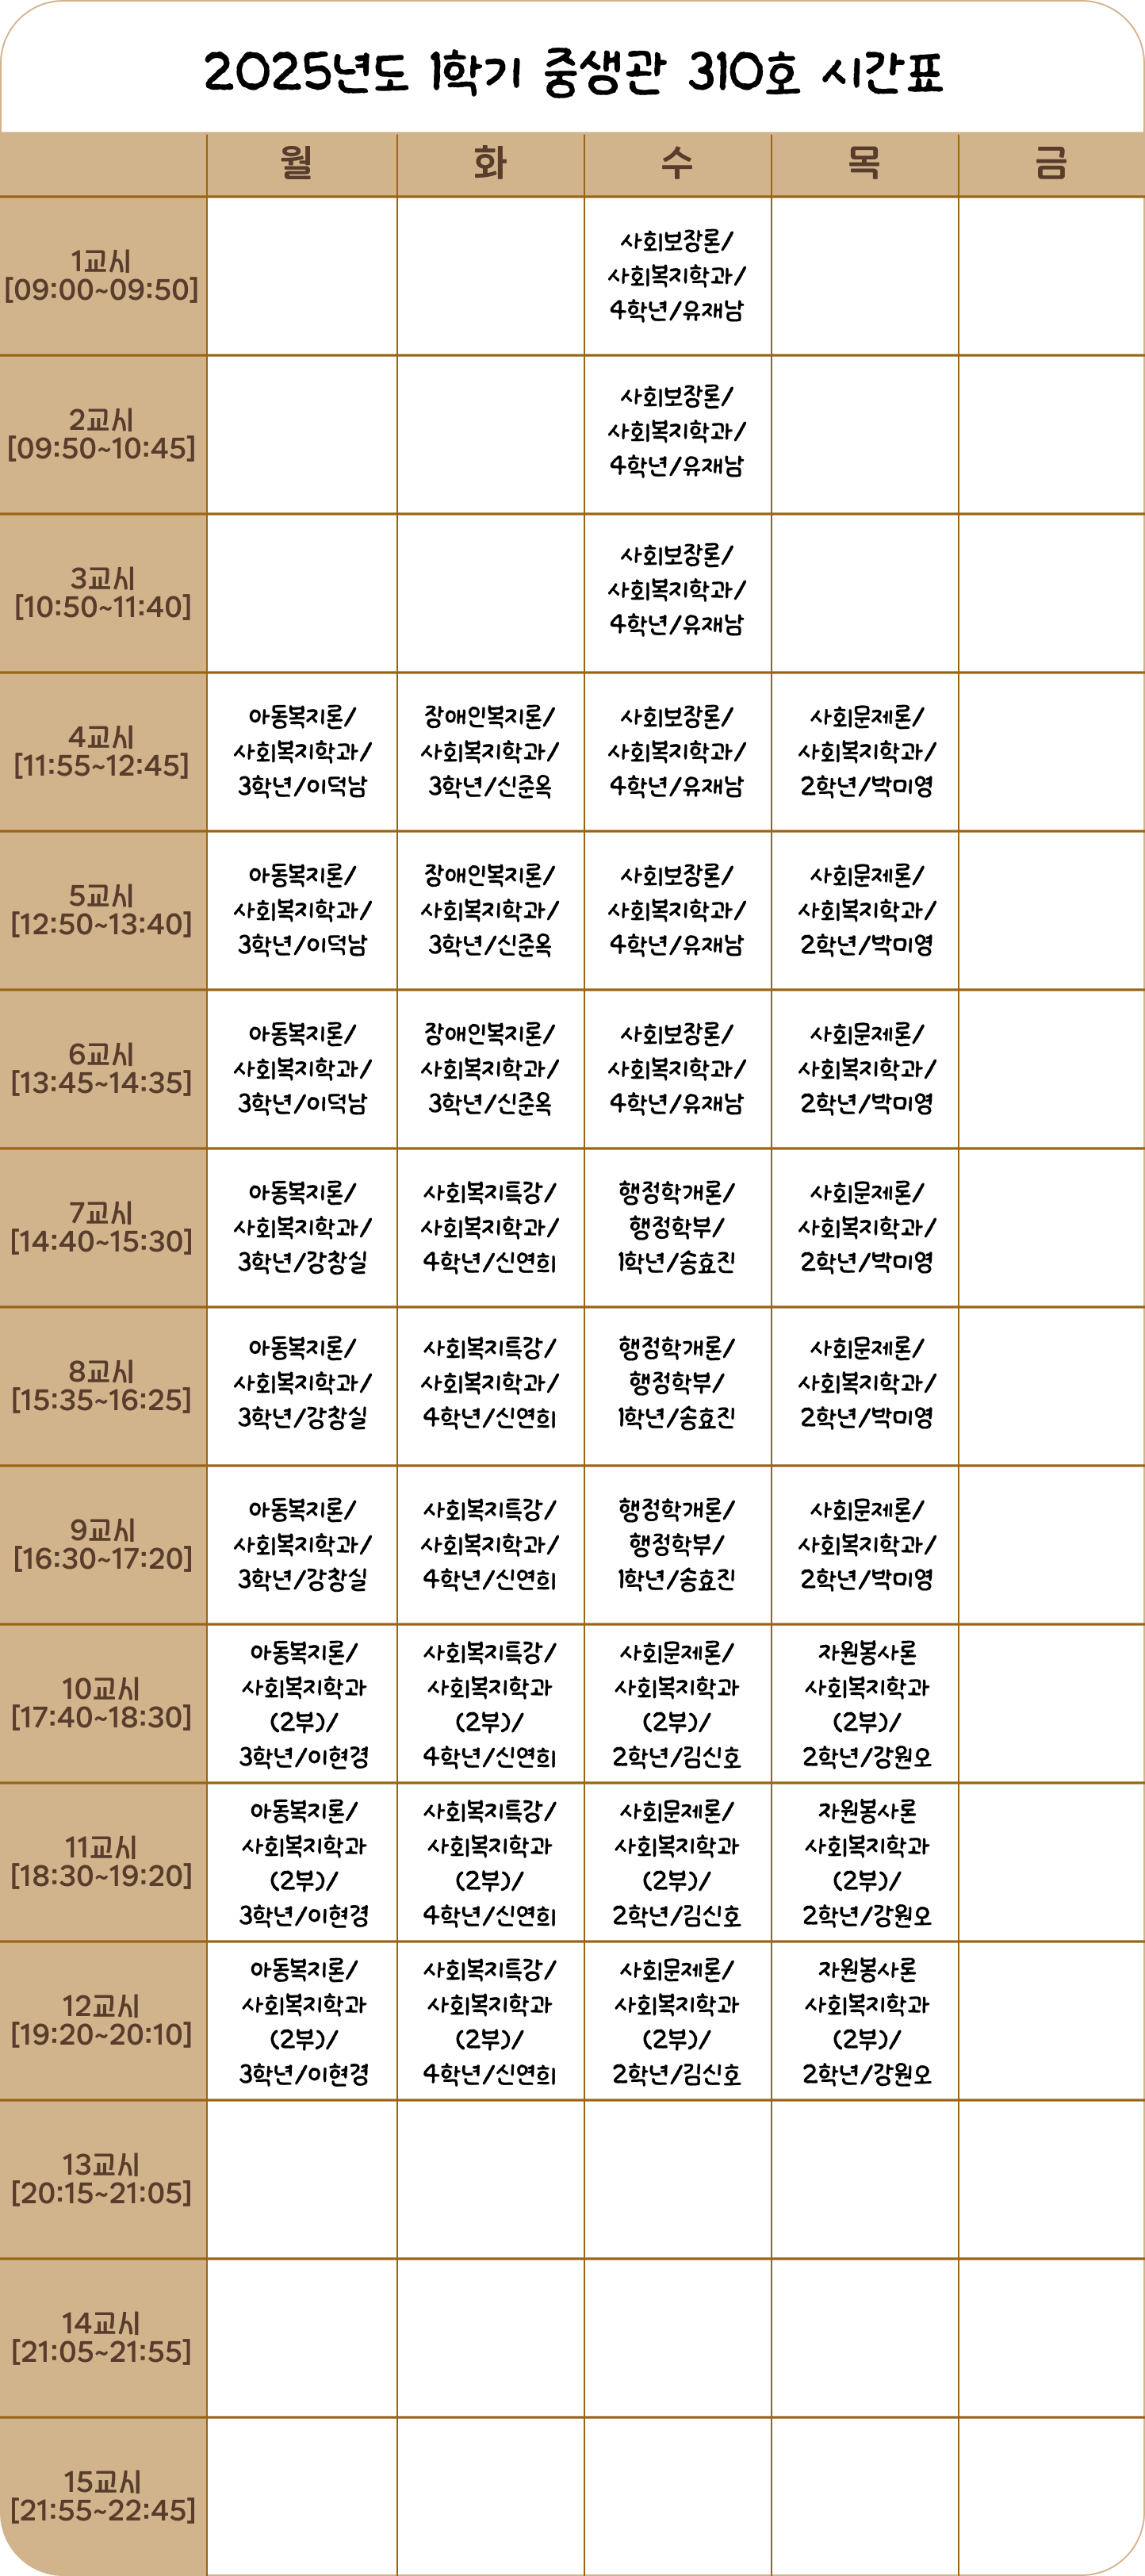 2025년도 1학기 중생관 310호 시간표
월 화 수 목 금
1교시
[09:00~09:50]
사회보장론/
사회복지학과/
4학년/유재남
2교시
[09:50~10:45]
사회보장론/
사회복지학과/
4학년/유재남
3교시
[10:50~11:40]
사회보장론/
사회복지학과/
4학년/유재남
4교시
[11:55~12:45]
아동복지론/
사회복지학과/
3학년/이덕남
장애인복지론/
사회복지학과/
3학년/신준옥
사회보장론/
사회복지학과/
4학년/유재남
사회문제론/
사회복지학과/
2학년/박미영
5교시
[12:50~13:40]
아동복지론/
사회복지학과/
3학년/이덕남
장애인복지론/
사회복지학과/
3학년/신준옥
사회보장론/
사회복지학과/
4학년/유재남
사회문제론/
사회복지학과/
2학년/박미영
6교시
[13:45~14:35]
아동복지론/
사회복지학과/
3학년/이덕남
장애인복지론/
사회복지학과/
3학년/신준옥
사회보장론/
사회복지학과/
4학년/유재남
사회문제론/
사회복지학과/
2학년/박미영
7교시
[14:40~15:30]
아동복지론/
사회복지학과/
3학년/강창실
사회복지특강/
사회복지학과/
4학년/신연희
행정학개론/
행정학부/
1학년/송효진
사회문제론/
사회복지학과/
2학년/박미영
8교시
[15:35~16:25]
아동복지론/
사회복지학과/
3학년/강창실
사회복지특강/
사회복지학과/
4학년/신연희
행정학개론/
행정학부/
1학년/송효진
사회문제론/
사회복지학과/
2학년/박미영
9교시
[16:30~17:20]
아동복지론/
사회복지학과/
3학년/강창실
사회복지특강/
사회복지학과/
4학년/신연희
행정학개론/
행정학부/
1학년/송효진
사회문제론/
사회복지학과/
2학년/박미영
10교시
[17:40~18:30]
아동복지론/
사회복지학과
(2부)/
3학년/이현경
사회복지특강/
사회복지학과
(2부)/
4학년/신연희
사회문제론/
사회복지학과
(2부)/
2학년/김신호
자원봉사론
사회복지학과
(2부)/
2학년/강원오
11교시
[18:30~19:20]
아동복지론/
사회복지학과
(2부)/
3학년/이현경
사회복지특강/
사회복지학과
(2부)/
4학년/신연희
사회문제론/
사회복지학과
(2부)/
2학년/김신호
자원봉사론
사회복지학과
(2부)/
2학년/강원오
12교시
[19:20~20:10]
아동복지론/
사회복지학과
(2부)/
3학년/이현경
사회복지특강/
사회복지학과
(2부)/
4학년/신연희
사회문제론/
사회복지학과
(2부)/
2학년/김신호
자원봉사론
사회복지학과
(2부)/
2학년/강원오
13교시
[20:15~21:05]
14교시
[21:05~21:55]
15교시
[21:55~22:45]